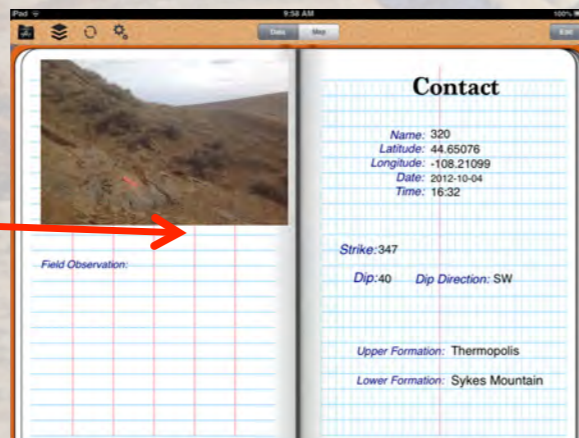 iPad
9:58 AM
100%
Data
Map
Edit
Field Observation:
Contact
Name: 320
Latitude: 44.65076
Longitude: -108.21099
Date: 2012-10-04
Time: 16:32
Strike:347
Dip:40 Dip Direction: SW
Upper Formation: Thermopolis
Lower Formation: Sykes Mountain